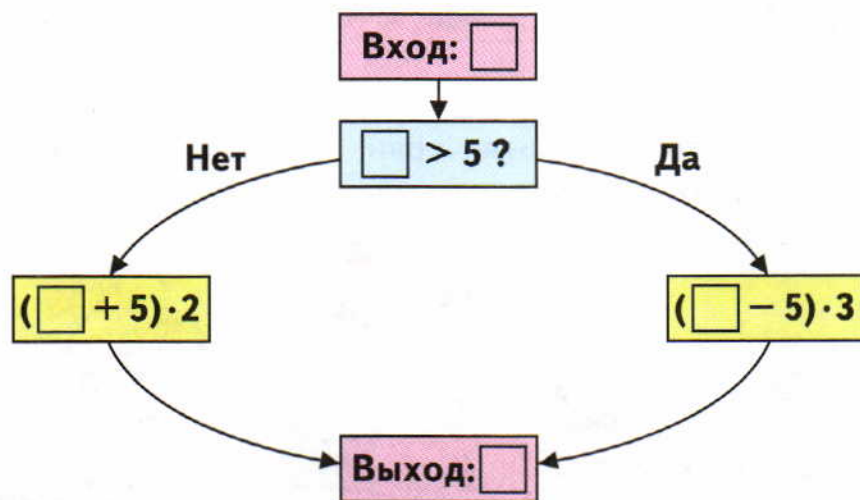 Вход: □
□ > 5 ?
Нет
Да
(□ + 5)·2
(□ − 5)·3
Выход: □